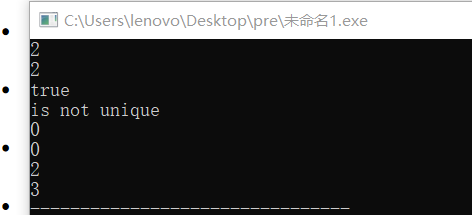 C:\Users\lenovo\Desktop\pre\未命名1.exe
2
2
true
is not unique
0
0
2
3
--------------------------------